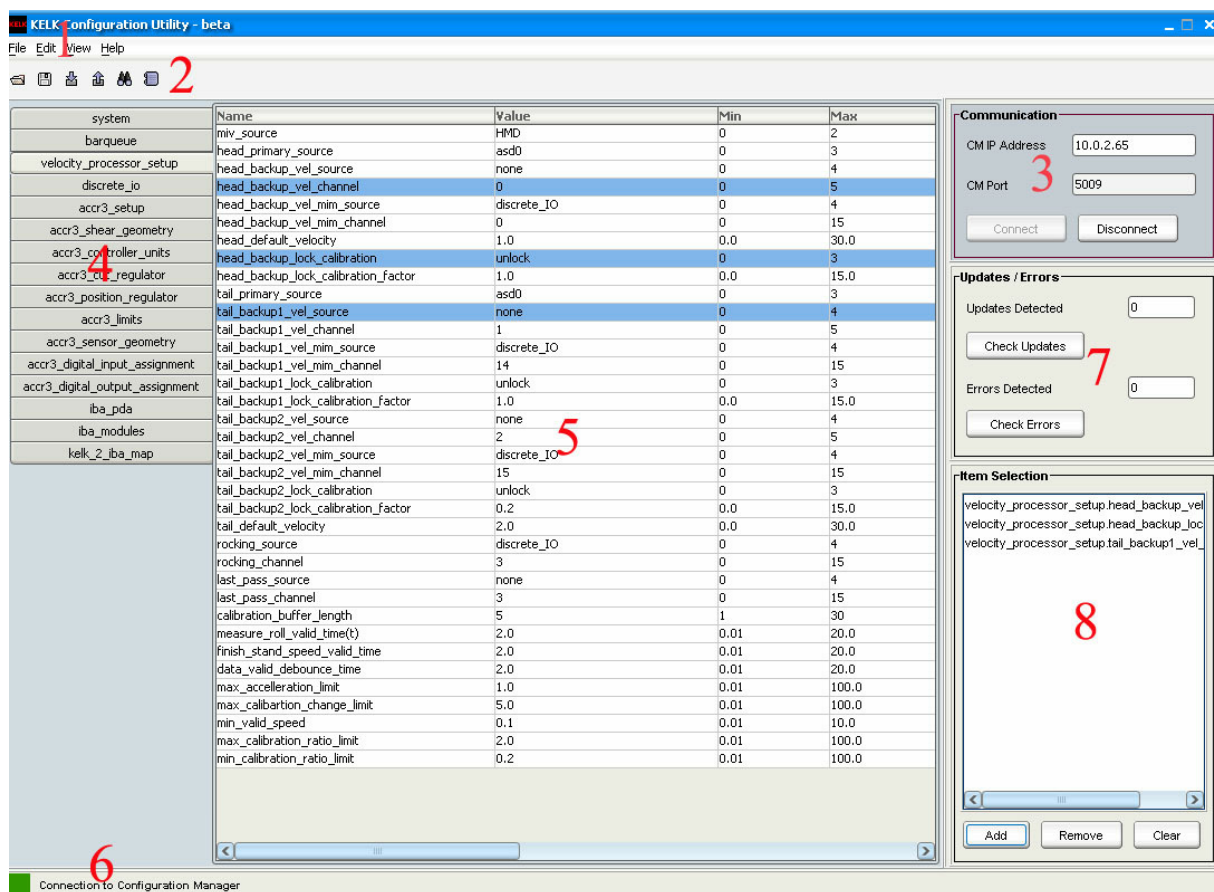 KELK Configuration Utility - beta
1
File Edit View Help
2
system
barqueue
velocity_processor_setup
discrete_io
accr3_setup
accr3_shear_geometry
accr3_controller_units
4
accr3_cut_regulator
accr3_position_regulator
accr3_limits
accr3_sensor_geometry
accr3_digital_input_assignment
accr3_digital_output_assignment
iba_pda
iba_modules
kelk_2_iba_map
Name Value Min Max
miv_source HMD 0 2
head_primary_source asd0 0 3
head_backup_vel_source none 0 4
head_backup_vel_channel 0 0 5
head_backup_vel_mim_source discrete_IO 0 4
head_backup_vel_mim_channel 0 0 15
head_default_velocity 1.0 0.0 30.0
head_backup_lock_calibration unlock 0 3
head_backup_lock_calibration_factor 1.0 0.0 15.0
tail_primary_source asd0 0 3
tail_backup1_vel_source none 0 4
tail_backup1_vel_channel 1 0 5
tail_backup1_vel_mim_source discrete_IO 0 4
tail_backup1_vel_mim_channel 14 0 15
tail_backup1_lock_calibration unlock 0 3
tail_backup1_lock_calibration_factor 1.0 0.0 15.0
tail_backup2_vel_source none 0 4
tail_backup2_vel_channel 2 0 5
5
tail_backup2_vel_mim_source discrete_IO 0 4
tail_backup2_vel_mim_channel 15 0 15
tail_backup2_lock_calibration unlock 0 3
tail_backup2_lock_calibration_factor 0.2 0.0 15.0
tail_default_velocity 2.0 0.0 30.0
rocking_source discrete_IO 0 4
rocking_channel 3 0 15
last_pass_source none 0 4
last_pass_channel 3 0 15
calibration_buffer_length 5 1 30
measure_roll_valid_time(t) 2.0 0.01 20.0
finish_stand_speed_valid_time 2.0 0.01 20.0
data_valid_debounce_time 2.0 0.01 20.0
max_accelleration_limit 1.0 0.01 100.0
max_calibartion_change_limit 5.0 0.01 100.0
min_valid_speed 0.1 0.01 10.0
max_calibration_ratio_limit 2.0 0.01 100.0
min_calibration_ratio_limit 0.2 0.01 100.0
Communication
CM IP Address 10.0.2.65
3
CM Port 5009
Connect Disconnect
Updates / Errors
Updates Detected 0
Check Updates
7
Errors Detected 0
Check Errors
Item Selection
velocity_processor_setup.head_backup_vel
velocity_processor_setup.head_backup_loc
velocity_processor_setup.tail_backup1_vel_
8
Add Remove Clear
6
Connection to Configuration Manager